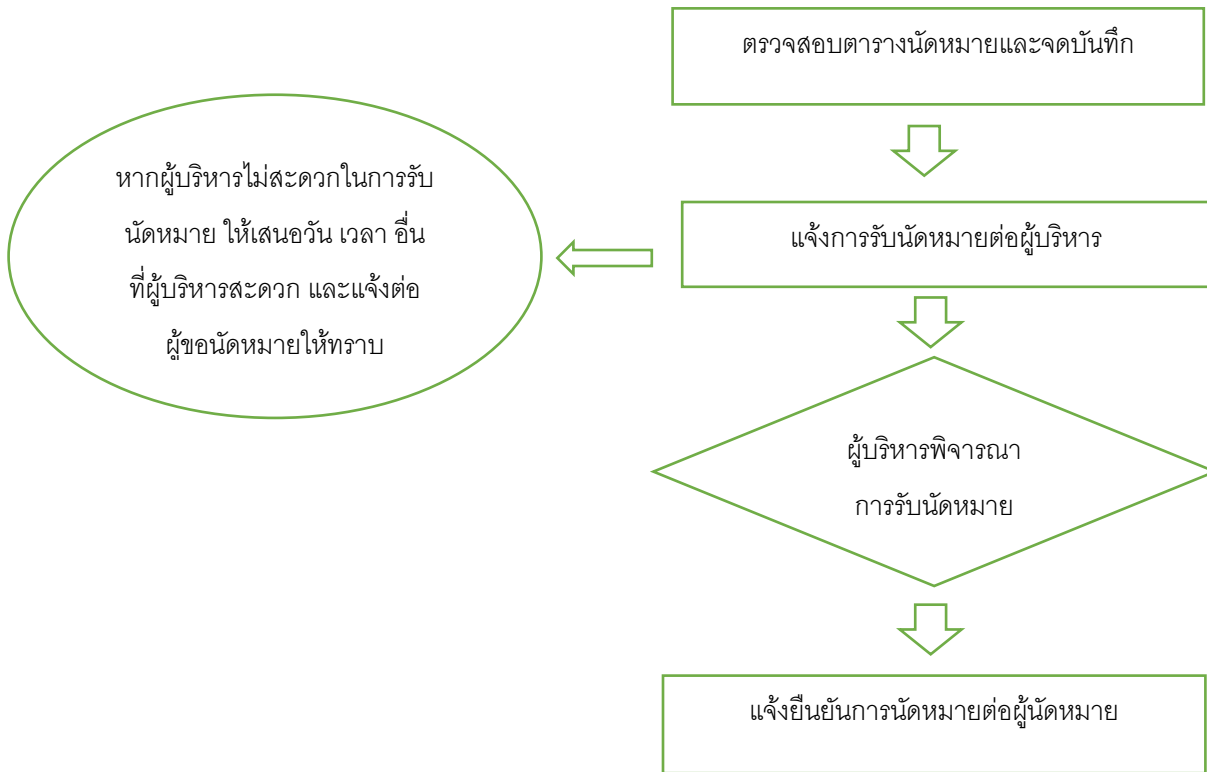 ตรวจสอบตารางนัดหมายและจดบันทึก
หากผู้บริหารไม่สะดวกในการรับ
นัดหมาย ให้เสนอวัน เวลา อื่น
ที่ผู้บริหารสะดวก และแจ้งต่อ
ผู้ขอนัดหมายให้ทราบ
แจ้งการรับนัดหมายต่อผู้บริหาร
ผู้บริหารพิจารณา
การรับนัดหมาย
แจ้งยืนยันการนัดหมายต่อผู้นัดหมาย